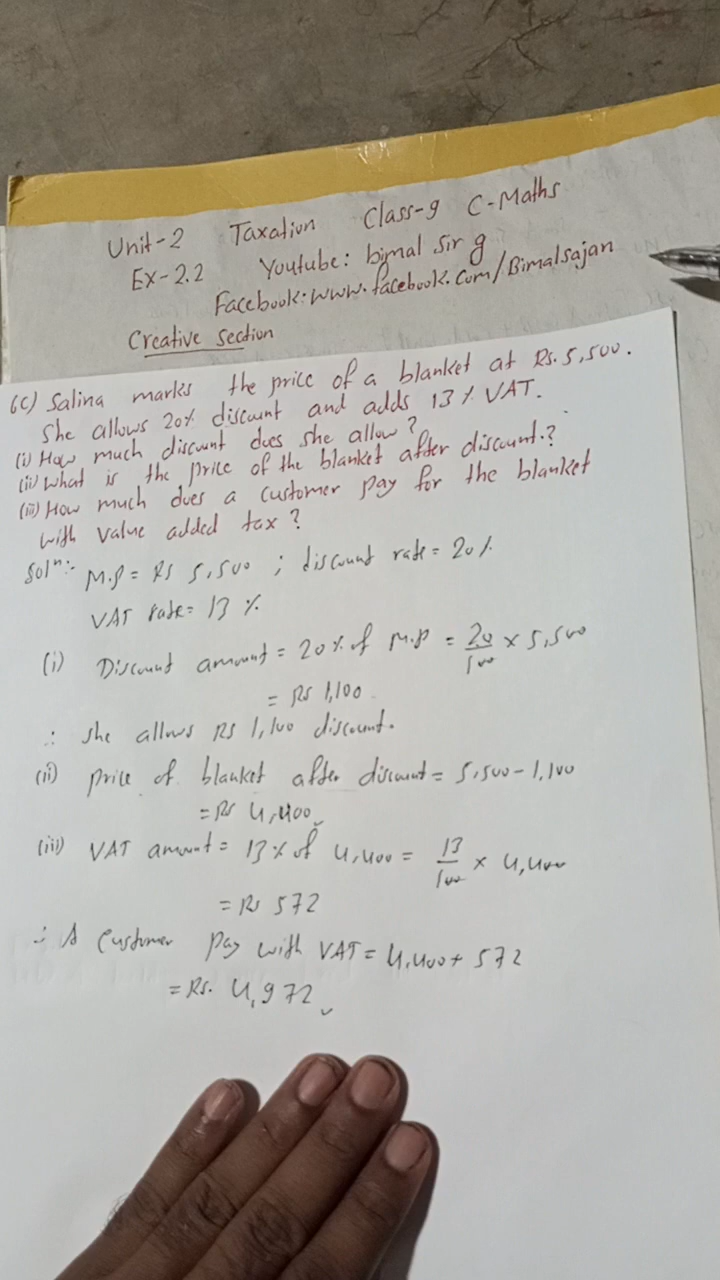 Unit-2 Taxation Class-9 C-Maths
Ex-2.2 Youtube: bimal sir g
Facebook: www.facebook.com/Bimalsajan
Creative section
6c) Salina marks the price of a blanket at Rs. 5,500.
She allows 20% discount and adds 13% VAT.
(i) How much discount does she allow?
(ii) What is the price of the blanket after discount.?
(iii) How much does a customer pay for the blanket
with value added tax?
Solⁿ:- M.P = Rs 5,500 ; discount rate = 20%
VAT rate = 13 %
(i) Discount amount = 20% of M.P = 20/100 × 5,500
= Rs 1,100
∴ she allows Rs 1,100 discount.
(ii) price of blanket after discount = 5,500 - 1,100
= Rs 4,400
(iii) VAT amount = 13% of 4,400 = 13/100 × 4,400
= Rs 572
∴ A customer pay with VAT = 4,400 + 572
= Rs. 4,972